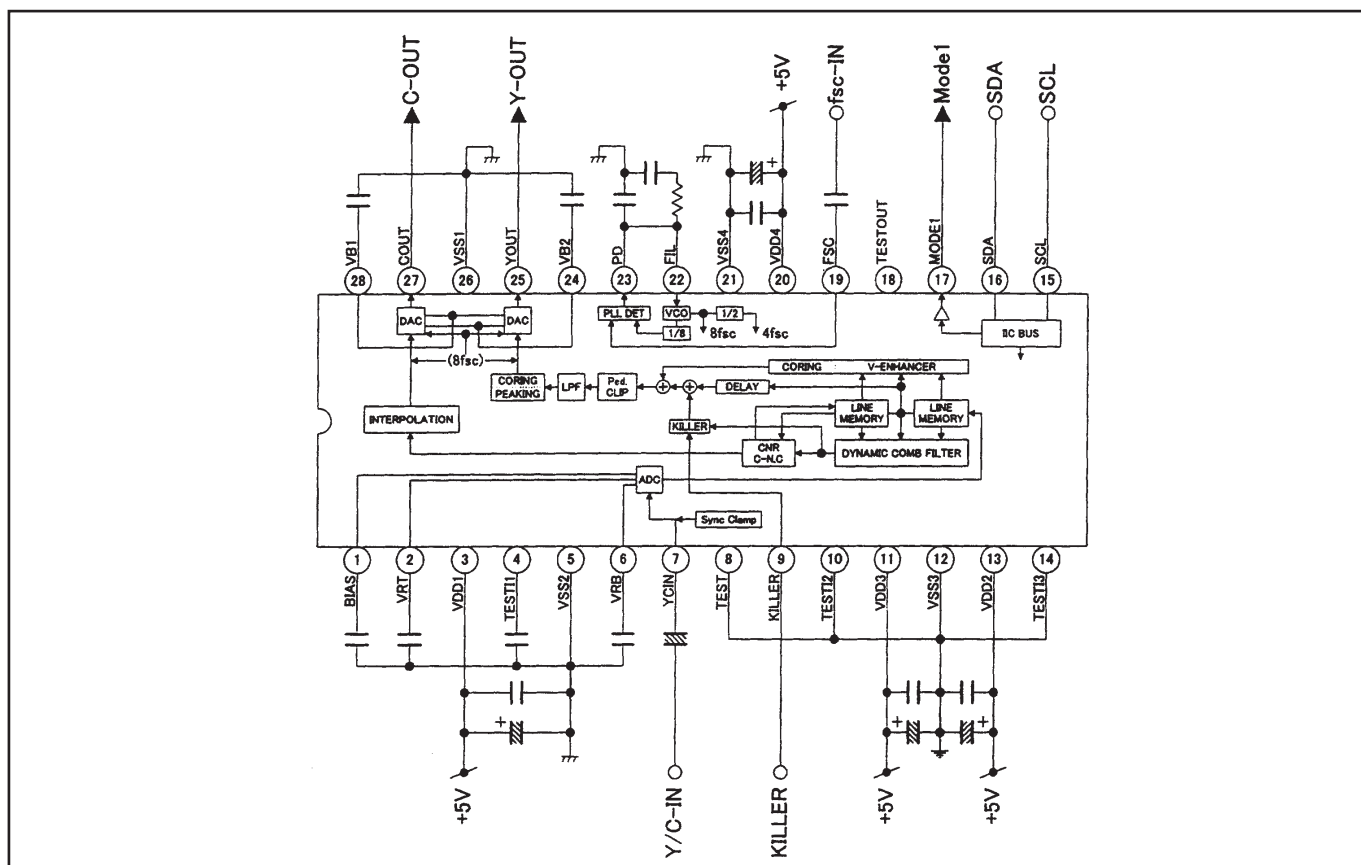 C-OUT
Y-OUT
+5V
fsc-IN
Mode1
SDA
SCL
+
VB1
COUT
VSS1
YOUT
VB2
PD
FIL
VSS4
VDD4
FSC
TESTOUT
MODE1
SDA
SCL
28
27
26
25
24
23
22
21
20
19
18
17
16
15
DAC
DAC
PLL DET
VCO
1/2
1/8
8fsc
4fsc
IIC BUS
(8fsc)
CORING
V-ENHANCER
CORING
PEAKING
LPF
Ped.
CLIP
+
+
DELAY
INTERPOLATION
KILLER
LINE
MEMORY
LINE
MEMORY
CNR
C-N.C
DYNAMIC COMB FILTER
ADC
Sync Clamp
1
2
3
4
5
6
7
8
9
10
11
12
13
14
BIAS
VRT
VDD1
TESTI1
VSS2
VRB
YCIN
TEST
KILLER
TESTI2
VDD3
VSS3
VDD2
TESTI3
+
+
+
+5V
Y/C-IN
KILLER
+5V
+5V